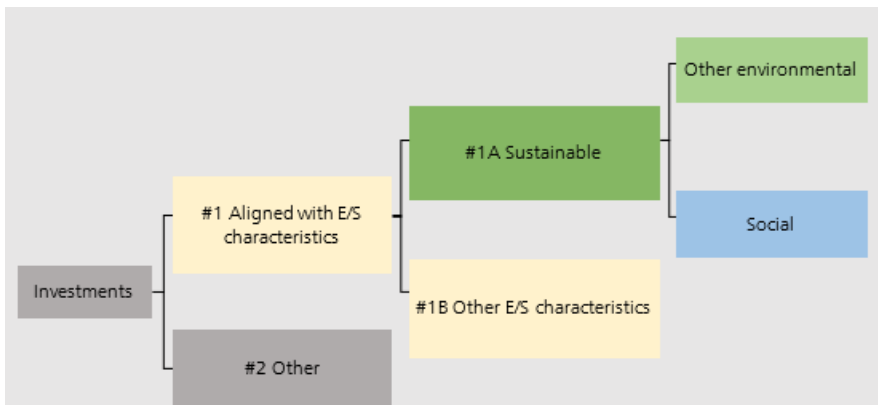 Other environmental
#1A Sustainable
#1 Aligned with E/S
characteristics
Social
Investments
#1B Other E/S characteristics
#2 Other